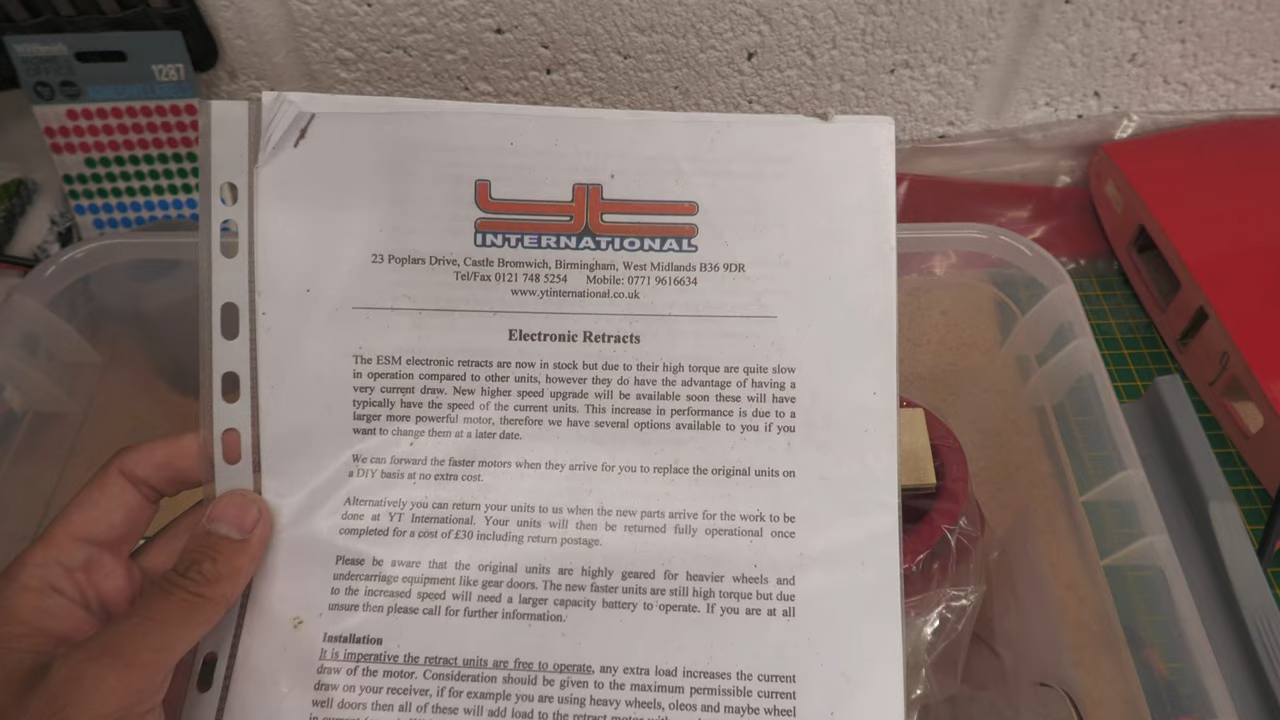 1287
yt
INTERNATIONAL
23 Poplars Drive, Castle Bromwich, Birmingham, West Midlands B36 9DR
Tel/Fax 0121 748 5254 Mobile: 0771 9616634
www.ytinternational.co.uk
Electronic Retracts
The ESM electronic retracts are now in stock but due to their high torque are quite slow
in operation compared to other units, however they do have the advantage of having a
very current draw. New higher speed upgrade will be available soon these will have
typically have the speed of the current units. This increase in performance is due to a
larger more powerful motor, therefore we have several options available to you if you
want to change them at a later date.
We can forward the faster motors when they arrive for you to replace the original units on
a DIY basis at no extra cost.
Alternatively you can return your units to us when the new parts arrive for the work to be
done at YT International. Your units will then be returned fully operational once
completed for a cost of £30 including return postage.
Please be aware that the original units are highly geared for heavier wheels and
undercarriage equipment like gear doors. The new faster units are still high torque but due
to the increased speed will need a larger capacity battery to operate. If you are at all
unsure then please call for further information.
Installation
It is imperative the retract units are free to operate, any extra load increases the current
draw of the motor. Consideration should be given to the maximum permissible current
draw on your receiver, if for example you are using heavy wheels, oleos and maybe wheel
well doors then all of these will add load to the retract motor